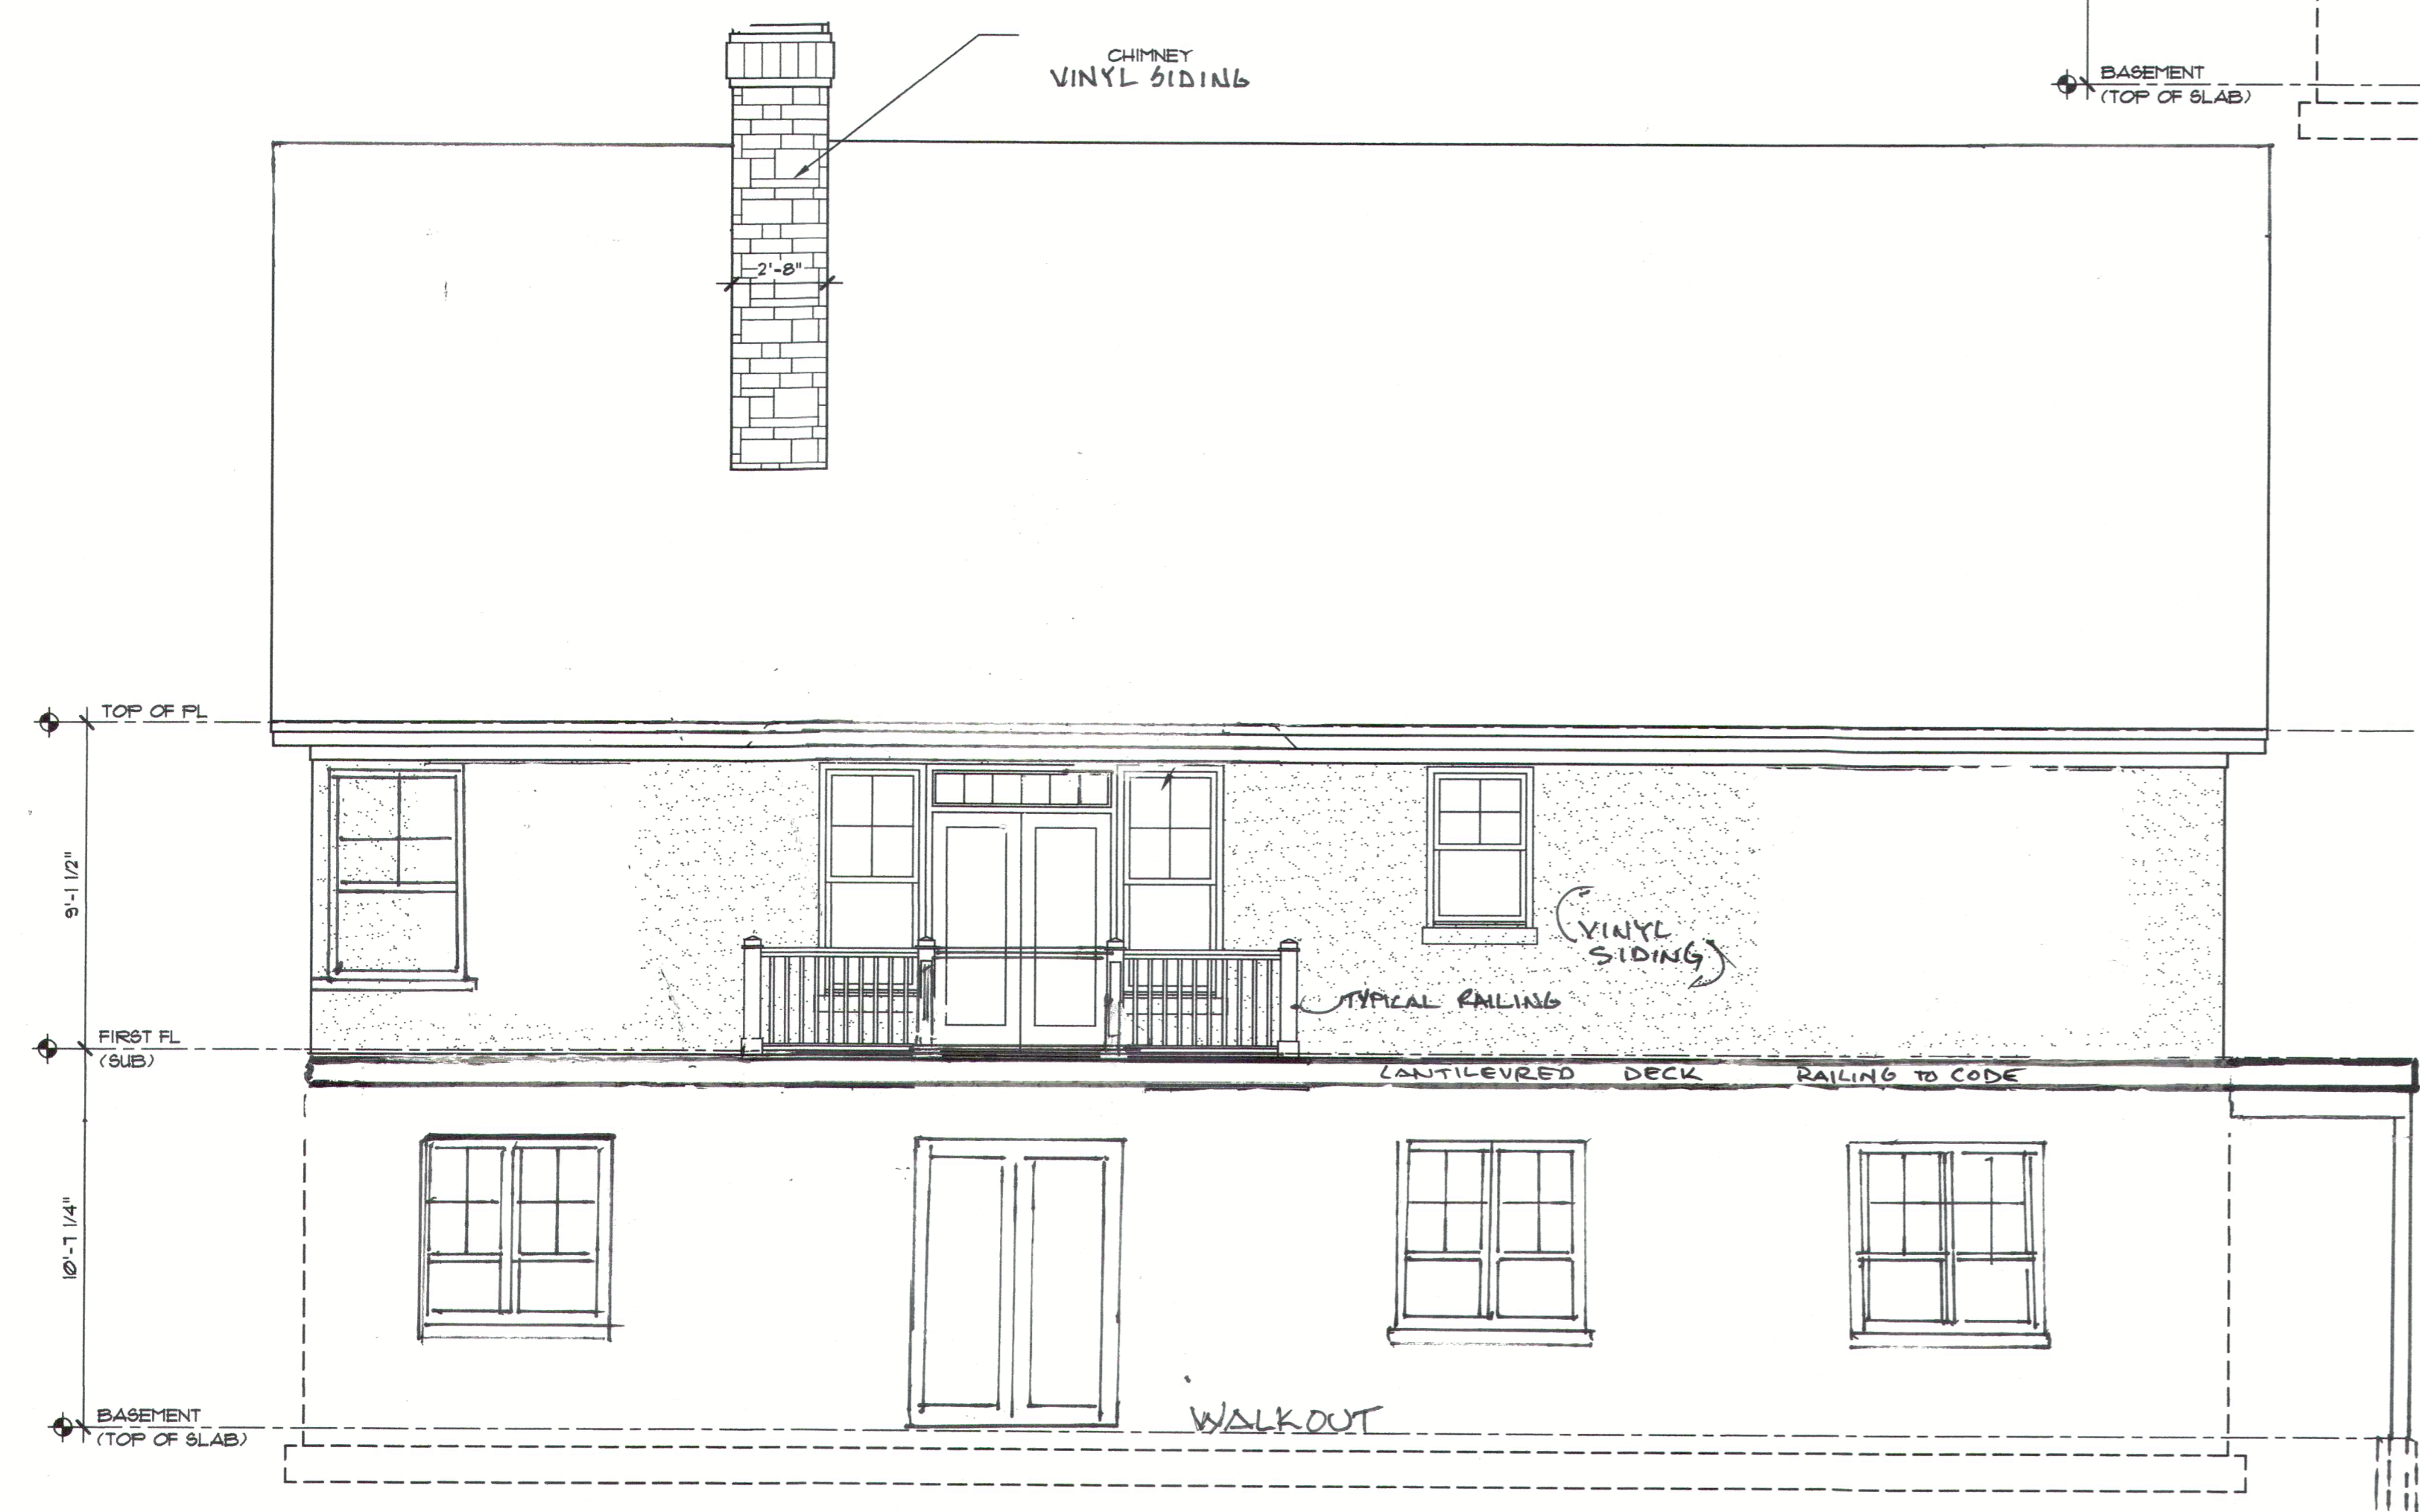 CHIMNEY
VINYL SIDING
BASEMENT
(TOP OF SLAB)
2'-8"
TOP OF PL
9'-1 1/2"
VINYL
SIDING
TYPICAL RAILING
FIRST FL
(SUB)
CANTILEVRED DECK RAILING TO CODE
10'-7 1/4"
WALKOUT
BASEMENT
(TOP OF SLAB)